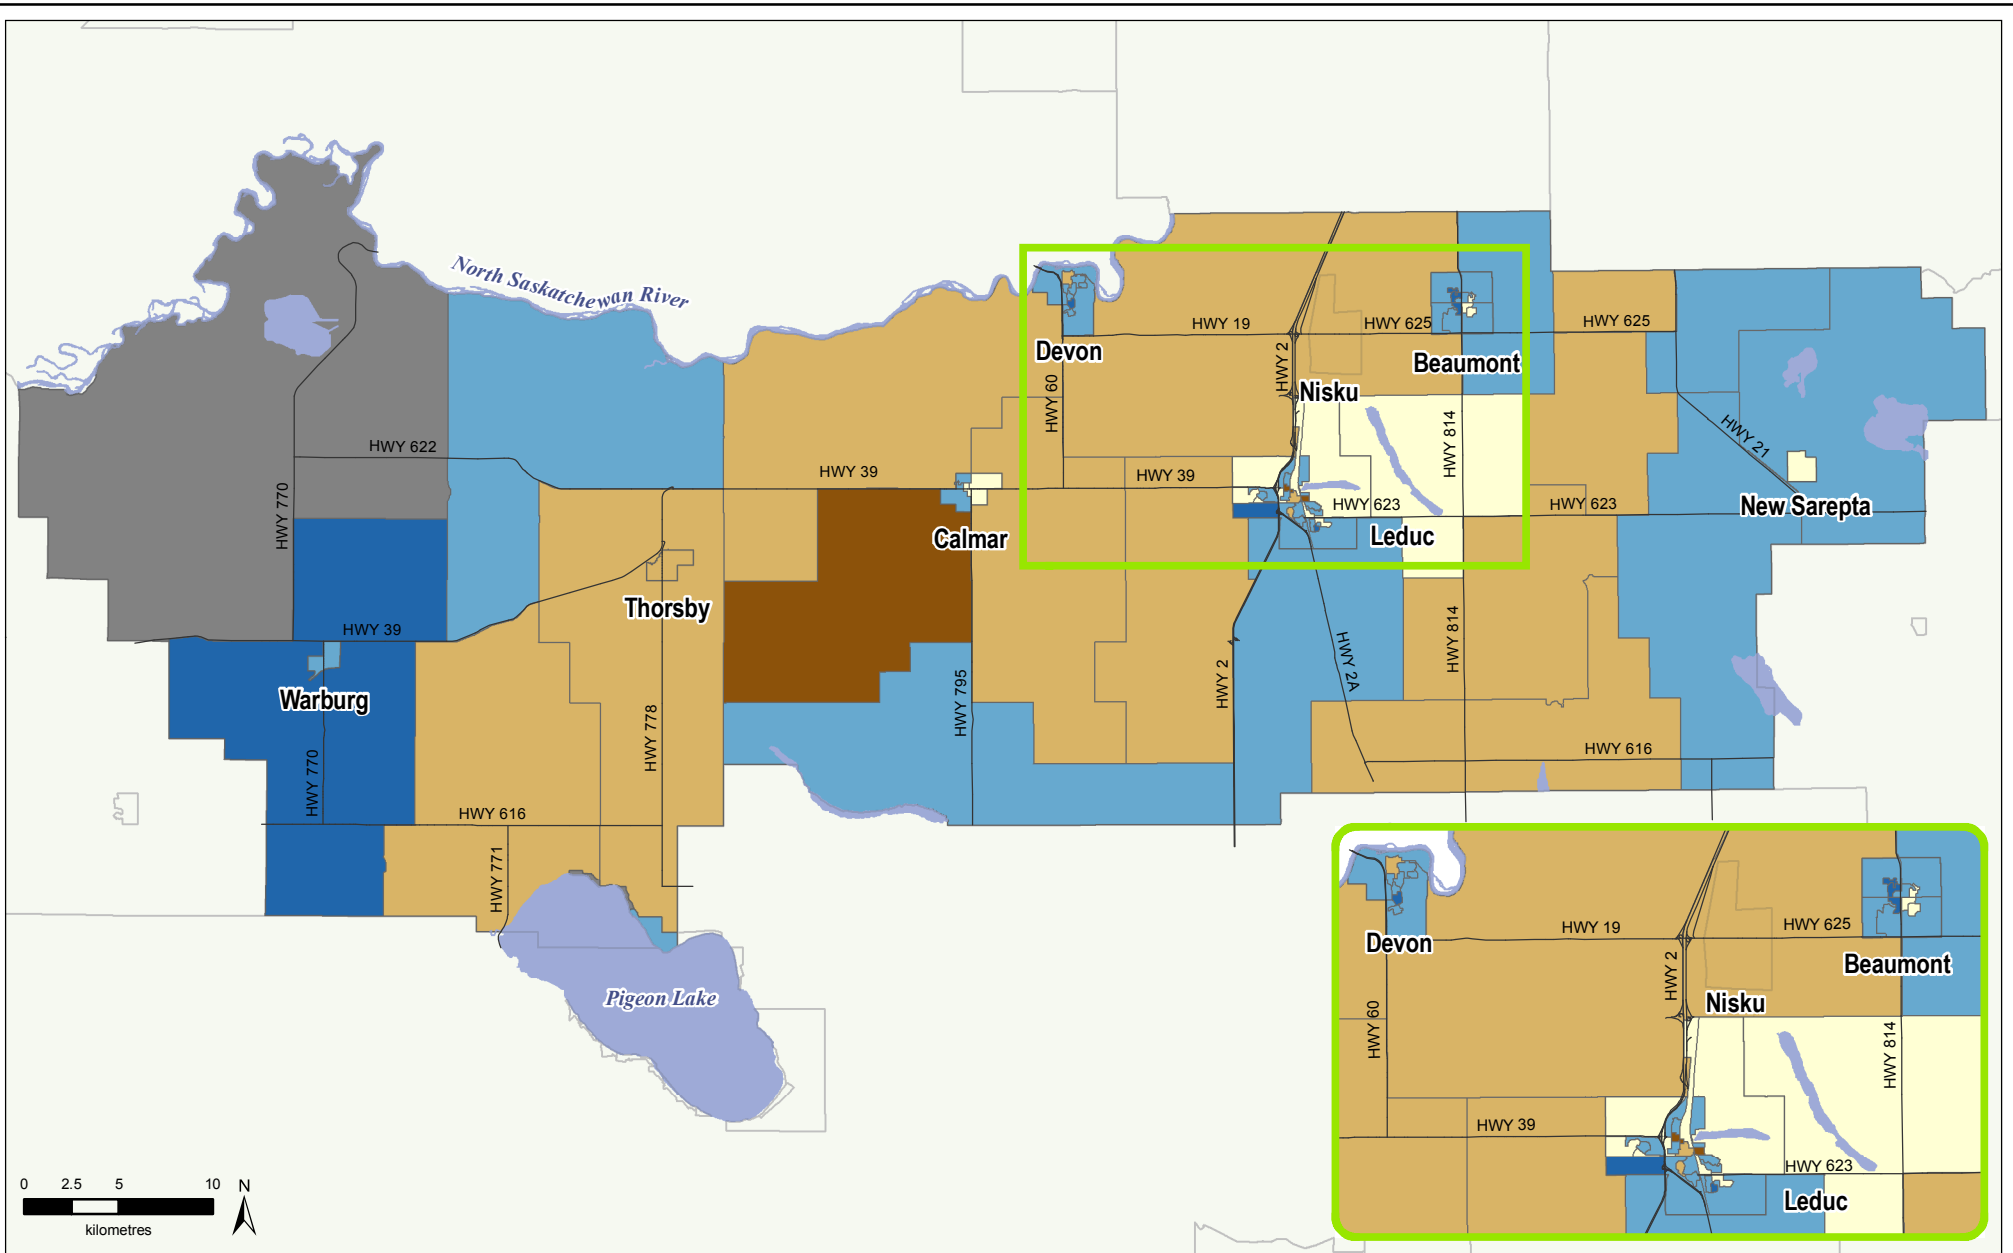 North Saskatchewan River
HWY 19
HWY 625
HWY 625
Devon
HWY 2
Beaumont
Nisku
HWY 60
HWY 814
HWY 21
HWY 622
HWY 39
HWY 39
HWY 770
HWY 623
HWY 623
New Sarepta
Calmar
Leduc
Thorsby
HWY 39
HWY 814
HWY 2A
HWY 2
Warburg
HWY 795
HWY 778
HWY 616
HWY 770
HWY 616
HWY 771
Pigeon Lake
HWY 19
HWY 625
Devon
HWY 2
Beaumont
Nisku
HWY 60
HWY 814
HWY 39
HWY 623
Leduc
0 2.5 5 10
kilometres
N